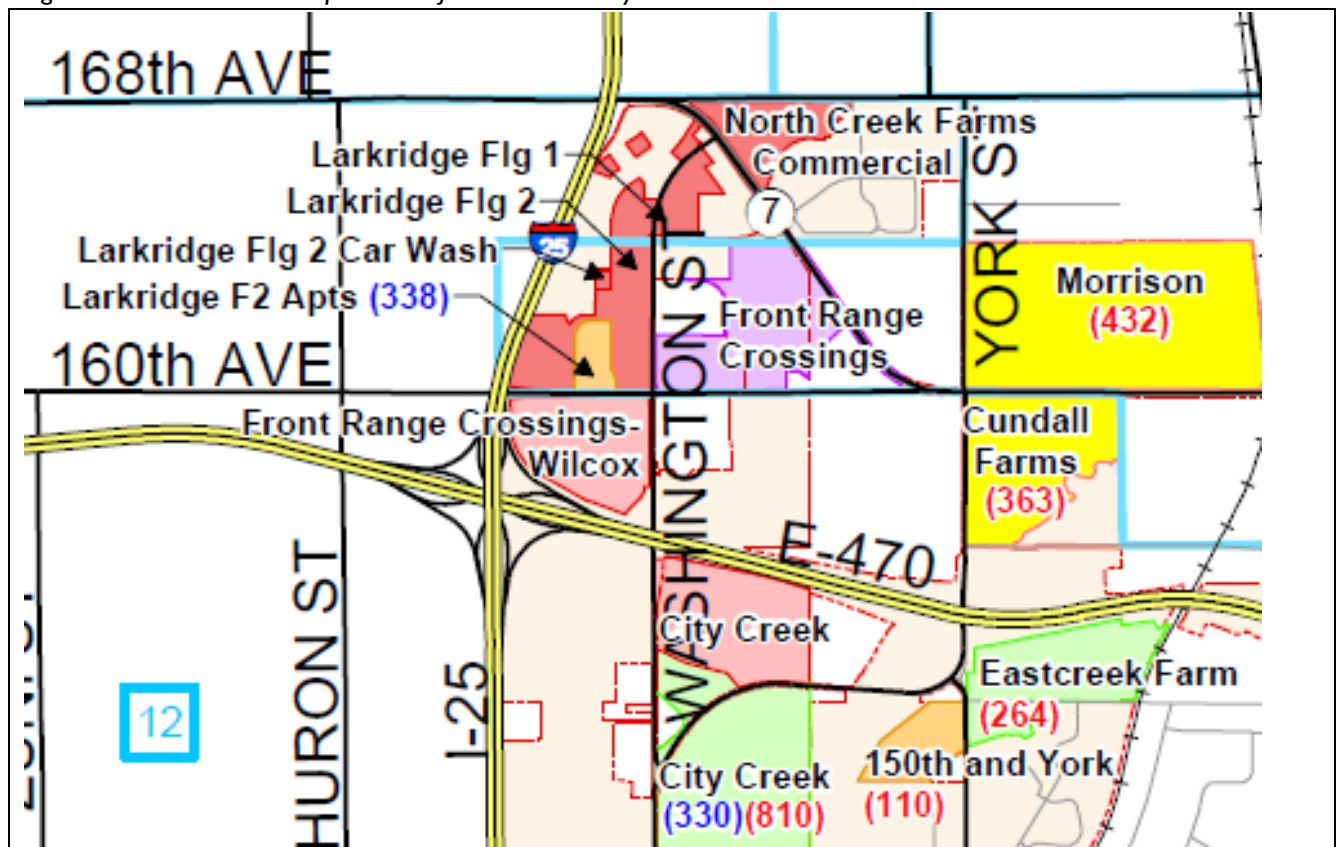 168th AVE
North Creek Farms
Commercial
Larkridge Flg 1
Larkridge Flg 2
7
YORK ST
25
Larkridge Flg 2 Car Wash
Larkridge F2 Apts (338)
Morrison
(432)
Front Range
Crossings
160th AVE
WASHINGTON ST
Front Range Crossings-
Wilcox
Cundall
Farms
(363)
E-470
HURON ST
City Creek
I-25
Eastcreek Farm
(264)
12
150th and York
(110)
City Creek
(330)(810)